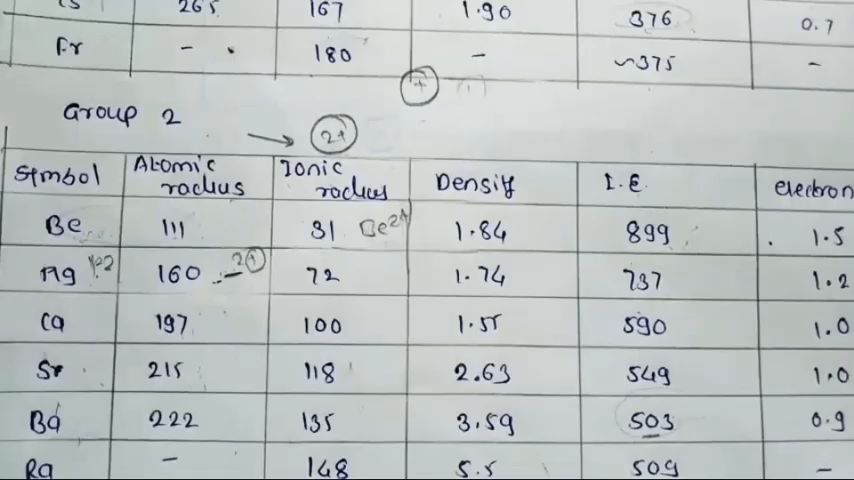 Cs 265 167 1.90 376 0.7
Fr - 180 - ~375 -
+
Group 2 → 2+
Symbol Atomic radius Ionic radius Density I.E. electron
Be 111 31 Be2+ 1.84 899 1.5
Mg 160 2+ 72 1.74 737 1.2
Ca 197 100 1.55 590 1.0
Sr 215 118 2.63 549 1.0
Ba 222 135 3.59 503 0.9
Ra - 148 5.5 509 -